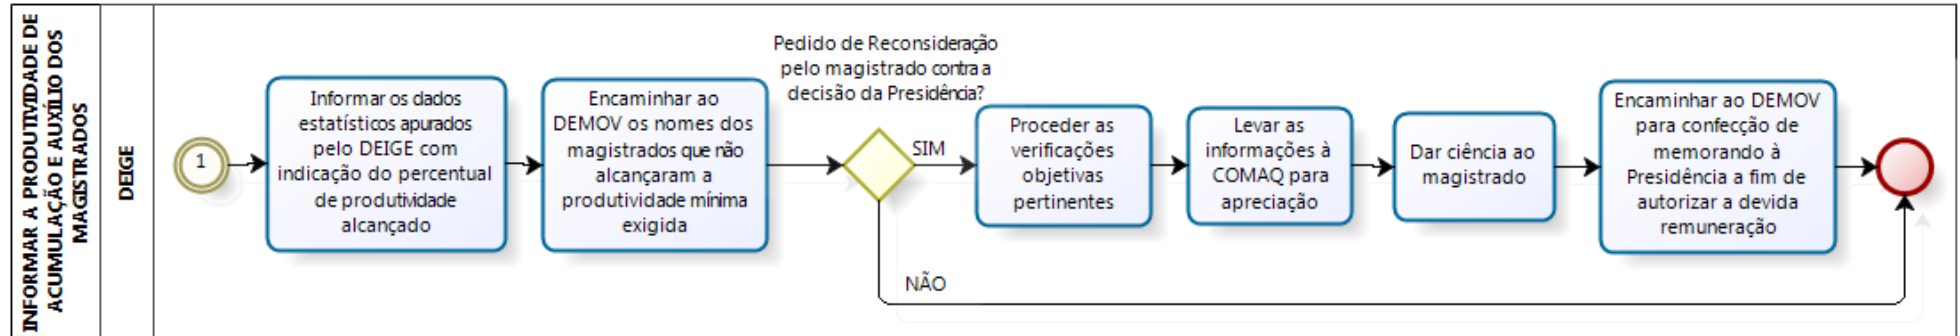 INFORMAR A PRODUTIVIDADE DE
ACUMULAÇÃO E AUXÍLIO DOS
MAGISTRADOS
DEIGE
1
Informar os dados
estatísticos apurados
pelo DEIGE com
indicação do percentual
de produtividade
alcançado
Encaminhar ao
DEMOV os nomes dos
magistrados que não
alcançaram a
produtividade mínima
exigida
Pedido de Reconsideração
pelo magistrado contra a
decisão da Presidência?
SIM
NÃO
Proceder as
verificações
objetivas
pertinentes
Levar as
informações à
COMAQ para
apreciação
Dar ciência ao
magistrado
Encaminhar ao DEMOV
para confecção de
memorando à
Presidência a fim de
autorizar a devida
remuneração